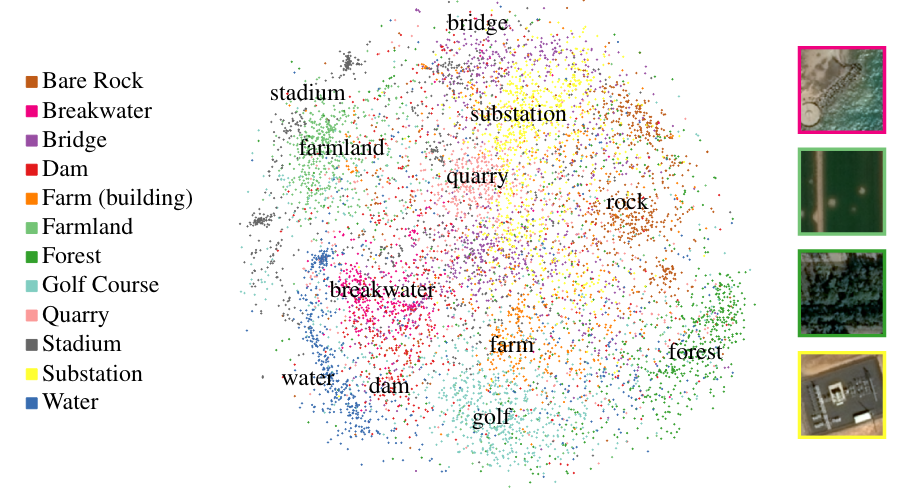 Bare Rock
Breakwater
Bridge
Dam
Farm (building)
Farmland
Forest
Golf Course
Quarry
Stadium
Substation
Water
bridge
stadium
substation
farmland
quarry
rock
breakwater
farm
forest
water
dam
golf